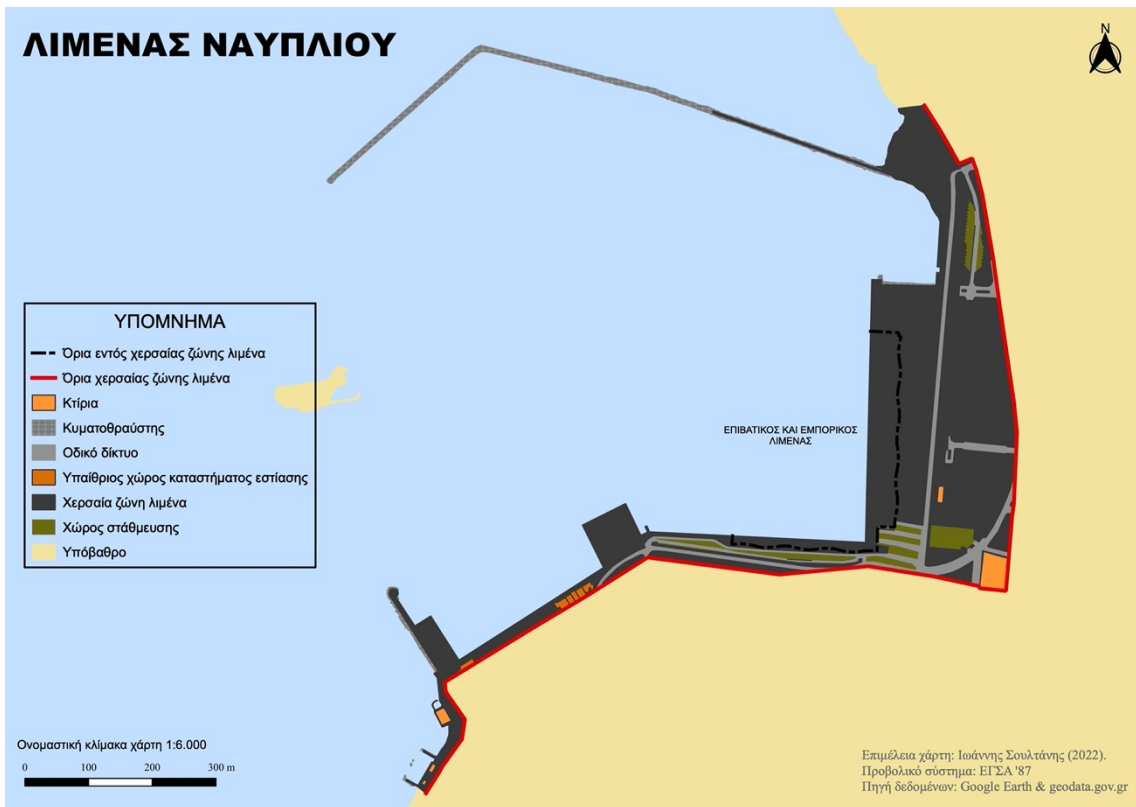 ΛΙΜΕΝΑΣ ΝΑΥΠΛΙΟΥ
N
ΥΠΟΜΝΗΜΑ
Όρια εντός χερσαίας ζώνης λιμένα
Όρια χερσαίας ζώνης λιμένα
Κτίρια
Κυματοθραύστης
Οδικό δίκτυο
Υπαίθριος χώρος καταστήματος εστίασης
Χερσαία ζώνη λιμένα
Χώρος στάθμευσης
Υπόβαθρο
ΕΠΙΒΑΤΙΚΟΣ ΚΑΙ ΕΜΠΟΡΙΚΟΣ
ΛΙΜΕΝΑΣ
Ονομαστική κλίμακα χάρτη 1:6.000
0 100 200 300 m
Επιμέλεια χάρτη: Ιωάννης Σουλτάνης (2022).
Προβολικό σύστημα: ΕΓΣΑ '87
Πηγή δεδομένων: Google Earth & geodata.gov.gr